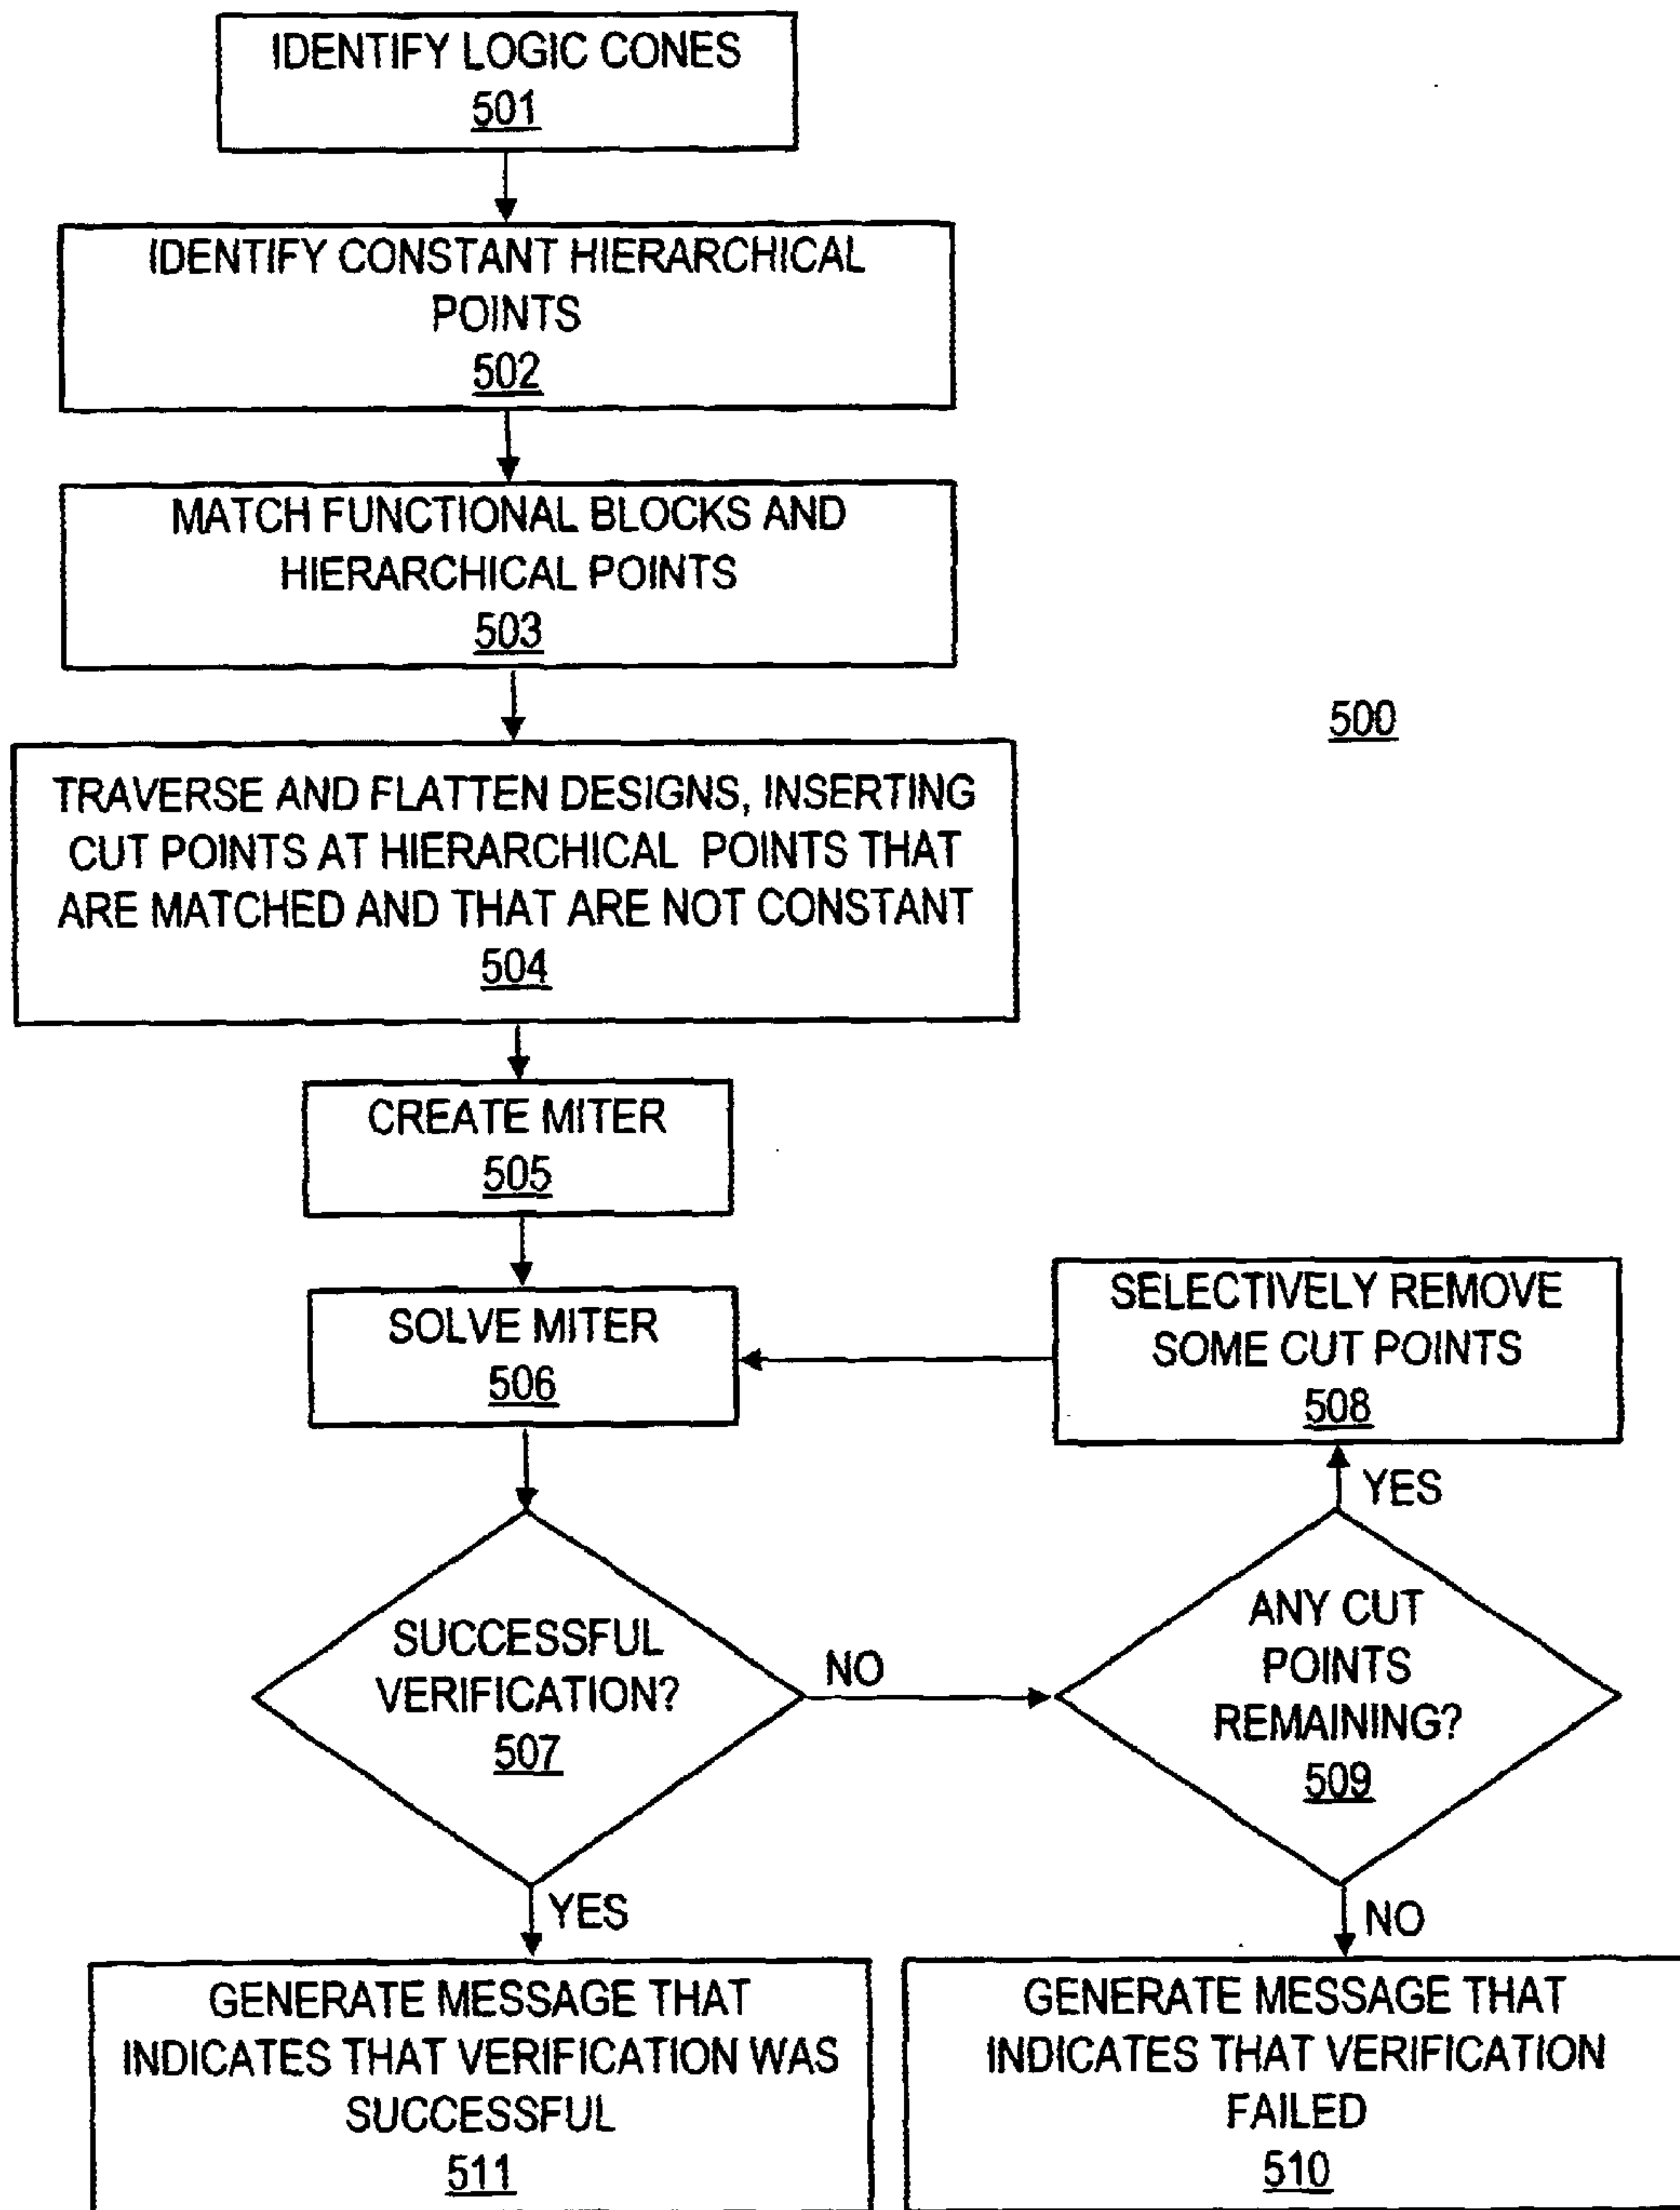 IDENTIFY LOGIC CONES
501
IDENTIFY CONSTANT HIERARCHICAL
POINTS
502
MATCH FUNCTIONAL BLOCKS AND
HIERARCHICAL POINTS
503
500
TRAVERSE AND FLATTEN DESIGNS, INSERTING
CUT POINTS AT HIERARCHICAL POINTS THAT
ARE MATCHED AND THAT ARE NOT CONSTANT
504
CREATE MITER
505
SOLVE MITER
506
SELECTIVELY REMOVE
SOME CUT POINTS
508
YES
SUCCESSFUL
VERIFICATION?
507
NO
ANY CUT
POINTS
REMAINING?
509
YES
NO
GENERATE MESSAGE THAT
INDICATES THAT VERIFICATION WAS
SUCCESSFUL
511
GENERATE MESSAGE THAT
INDICATES THAT VERIFICATION
FAILED
510